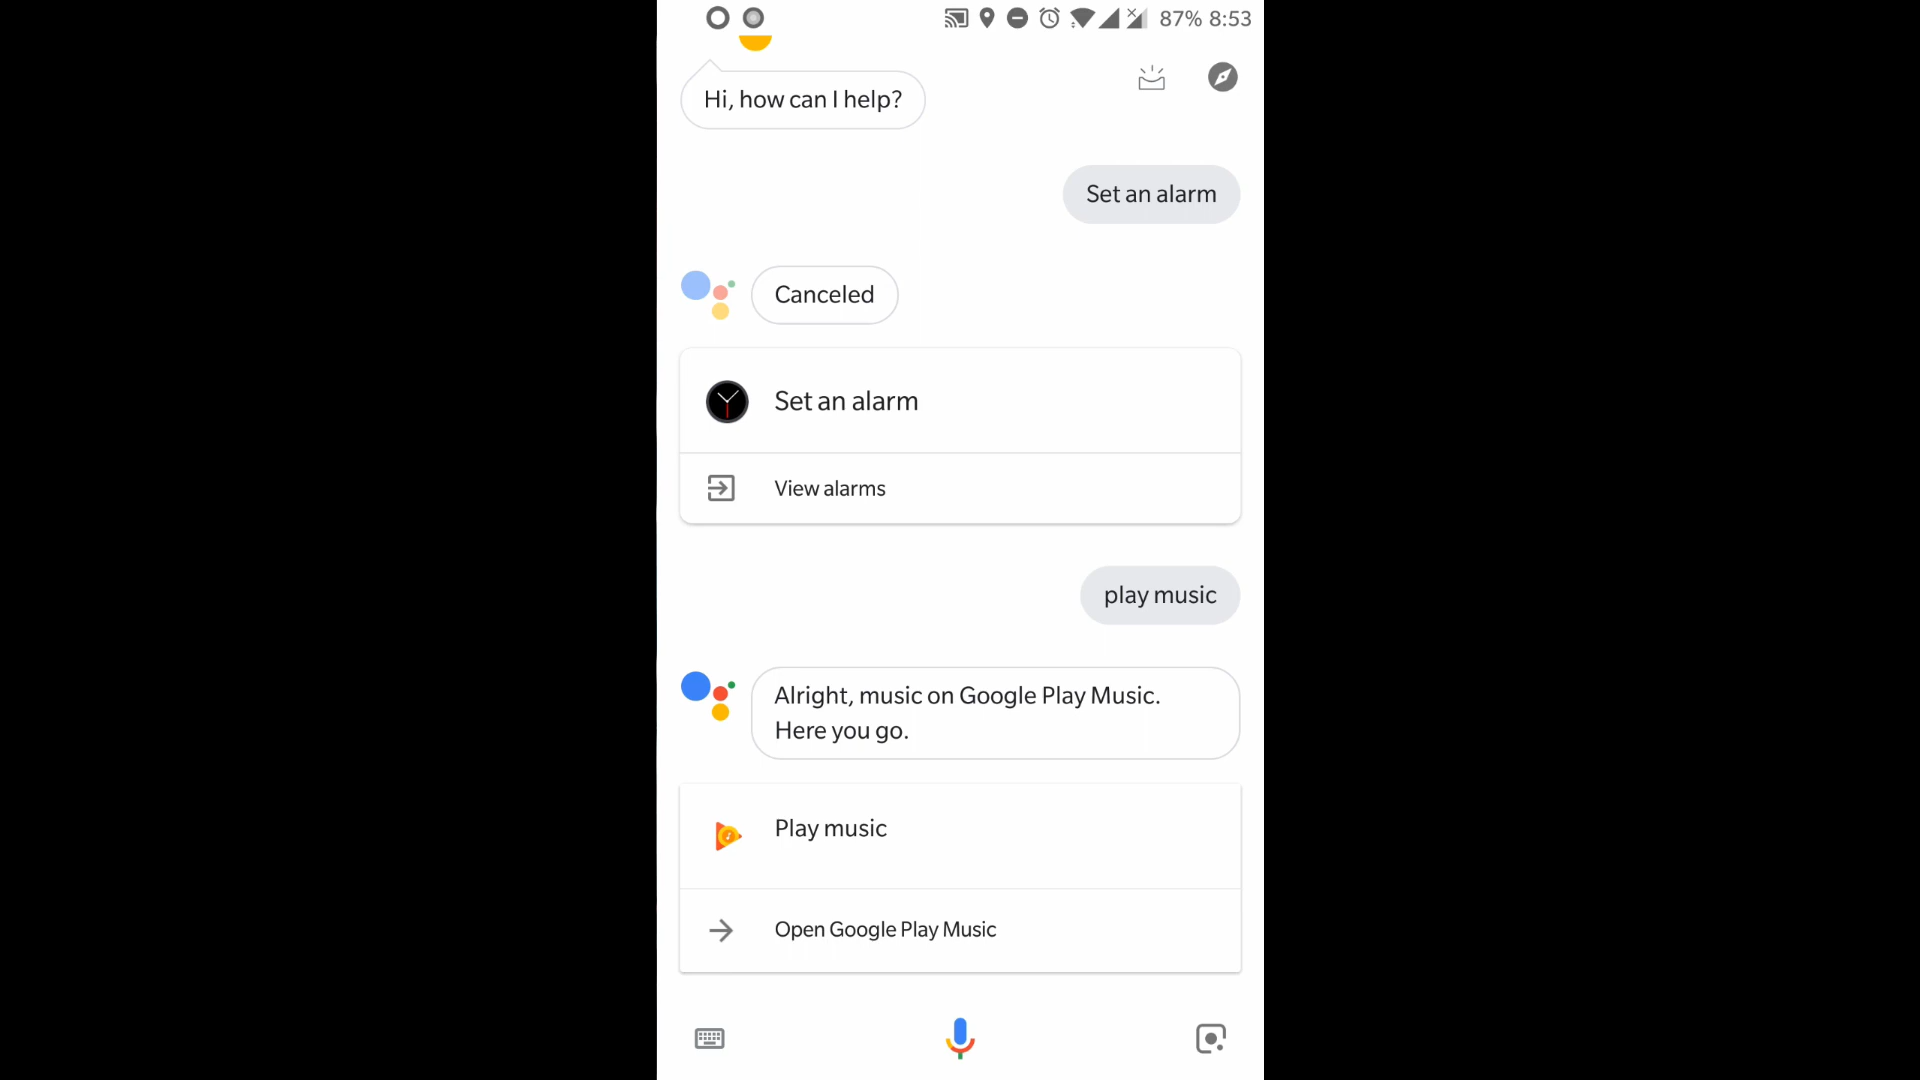 87% 8:53
Hi, how can I help?
Set an alarm
Canceled
Set an alarm
View alarms
play music
Alright, music on Google Play Music.
Here you go.
Play music
Open Google Play Music